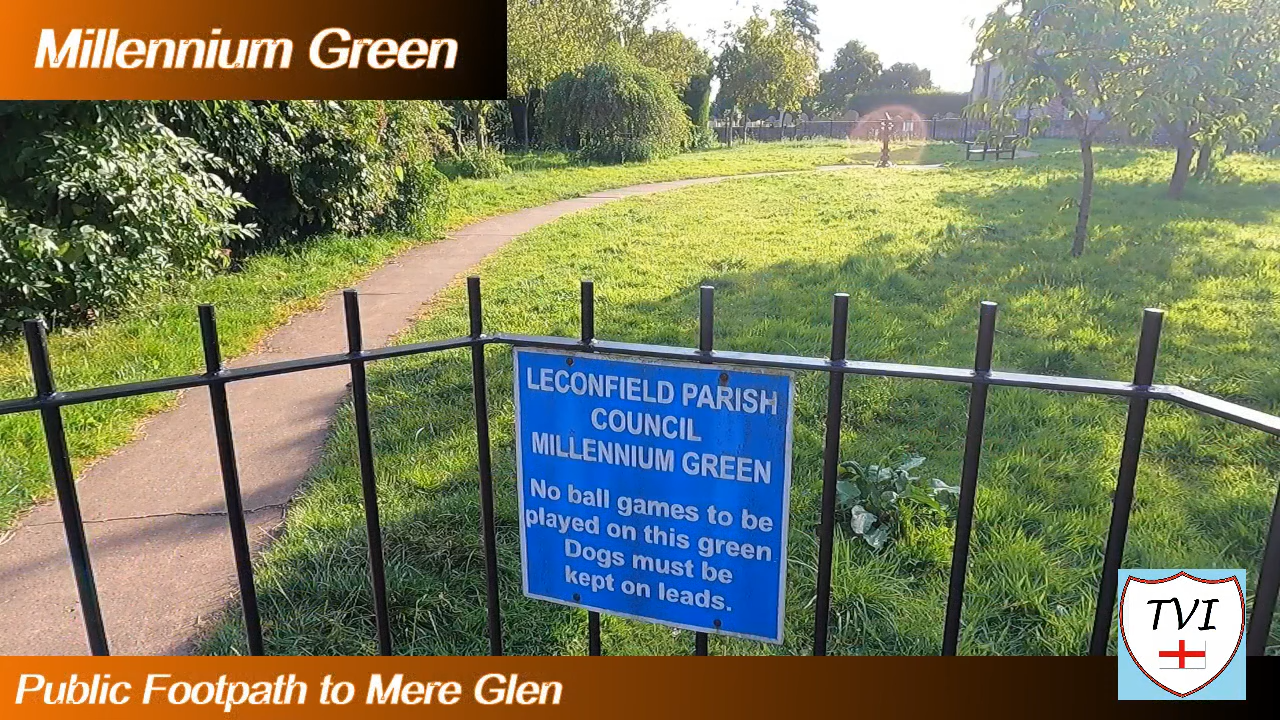 Millennium Green
LECONFIELD PARISH
COUNCIL
MILLENNIUM GREEN
No ball games to be
played on this green
Dogs must be
kept on leads.
TVI
Public Footpath to Mere Glen